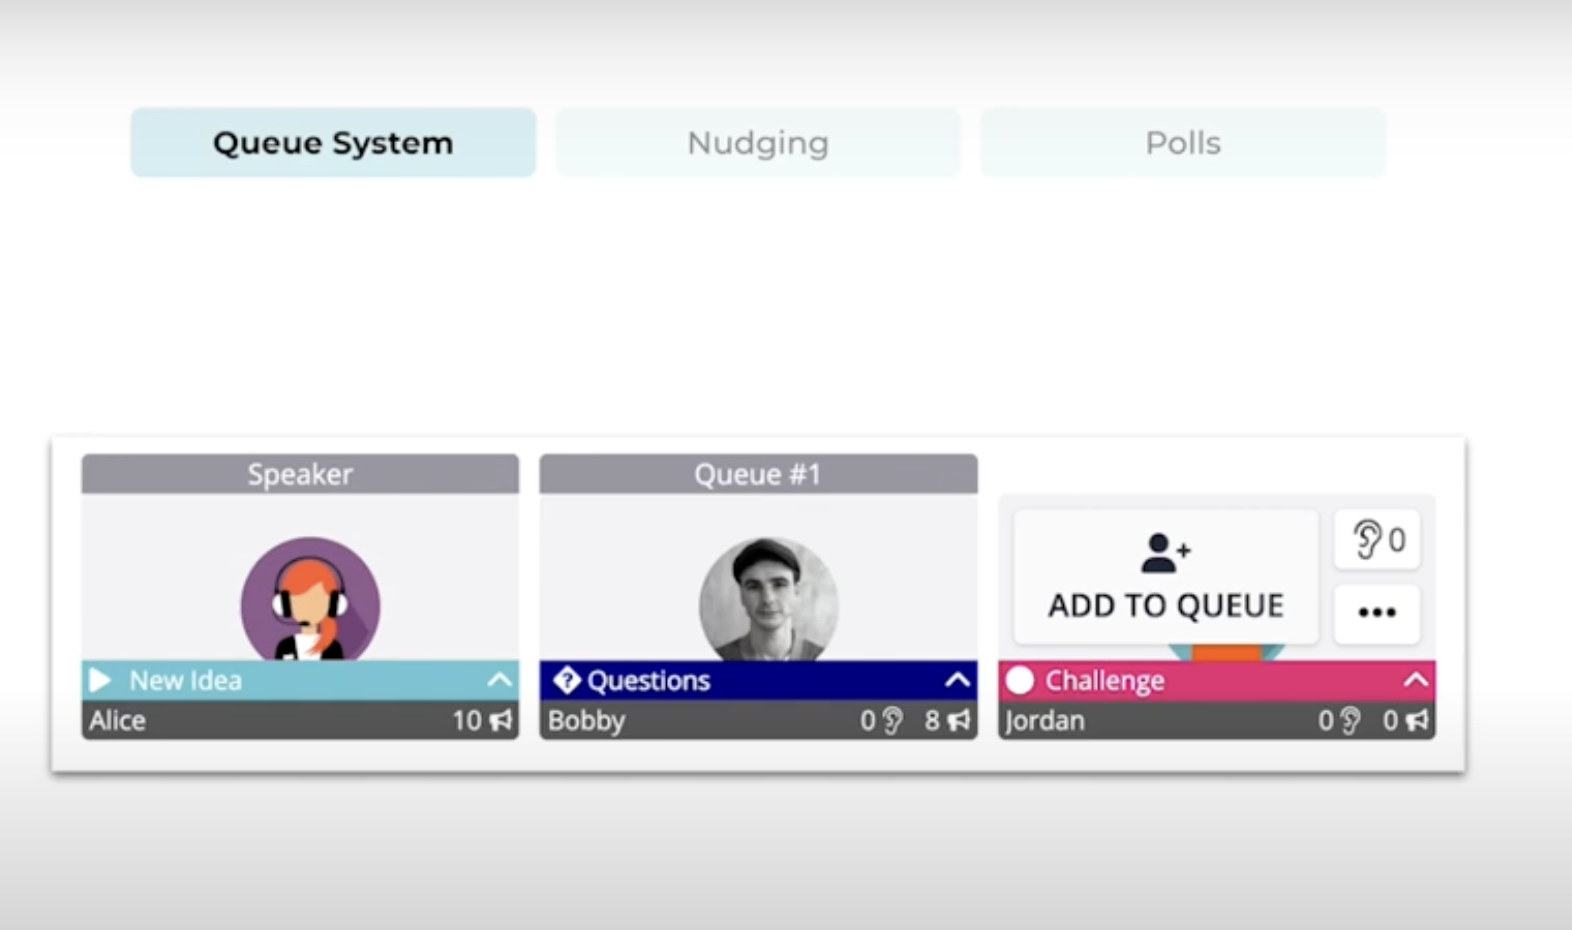 Queue System
Nudging
Polls
Speaker
Queue #1
ADD TO QUEUE
0
New Idea
? Questions
Challenge
Alice 10
Bobby 0 8
Jordan 0 0